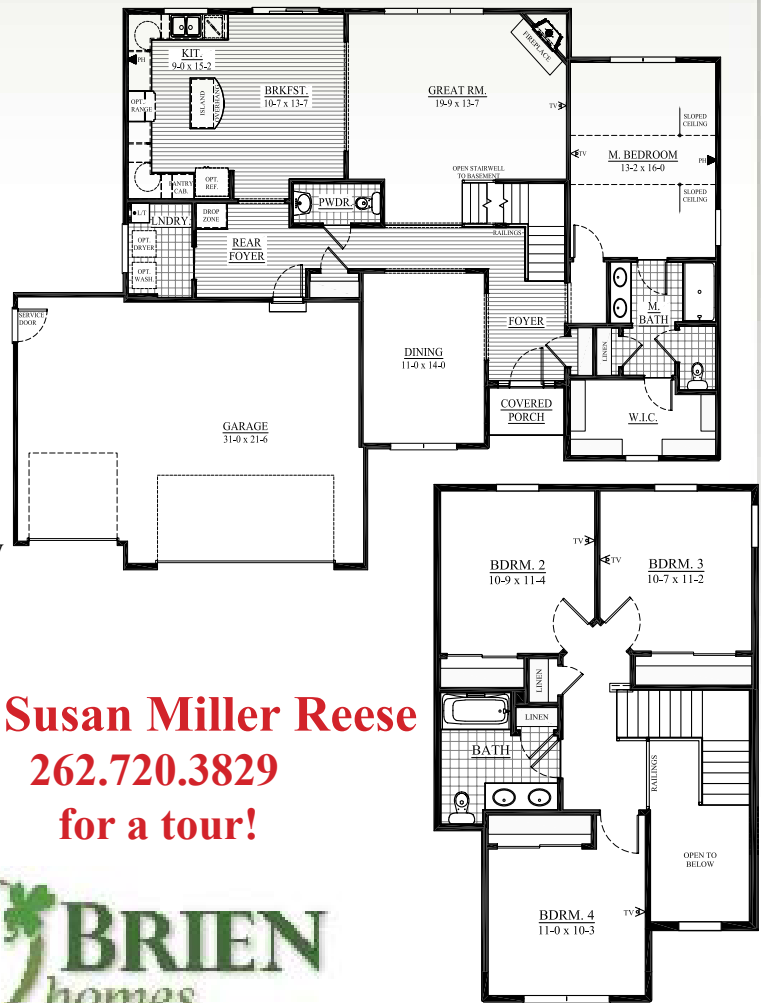 KIT.
9-0 x 15-2
PH
OPT.
RANGE
ISLAND
OVERHANG
BRKFST.
10-7 x 13-7
GREAT RM.
19-9 x 13-7
FIREPLACE
TV
TV
SLOPED
CEILING
M. BEDROOM
13-2 x 16-0
PH
SLOPED
CEILING
PANTRY
CAB.
OPT.
REF.
OPEN STAIRWELL
TO BASEMENT
L/T
LNDRY.
DROP
ZONE
PWDR.
RAILINGS
OPT.
DRYER
OPT.
WASH.
REAR
FOYER
M.
BATH
SERVICE
DOOR
FOYER
LINEN
DINING
11-0 x 14-0
COVERED
PORCH
W.I.C.
GARAGE
31-0 x 21-6
TV
TV
BDRM. 2
10-9 x 11-4
BDRM. 3
10-7 x 11-2
LINEN
LINEN
BATH
RAILINGS
OPEN TO
BELOW
BDRM. 4
11-0 x 10-3
TV
Susan Miller Reese
262.720.3829
for a tour!
BRIEN
homes